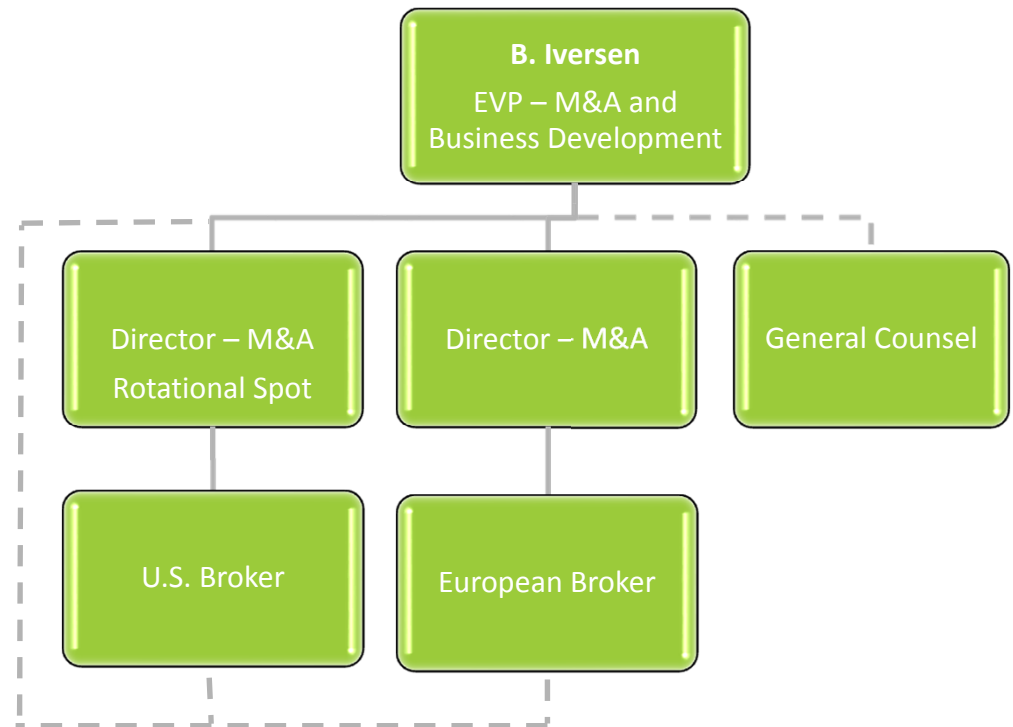 B. Iversen
EVP – M&A and
Business Development
Director – M&A
Rotational Spot
Director – M&A
General Counsel
U.S. Broker
European Broker